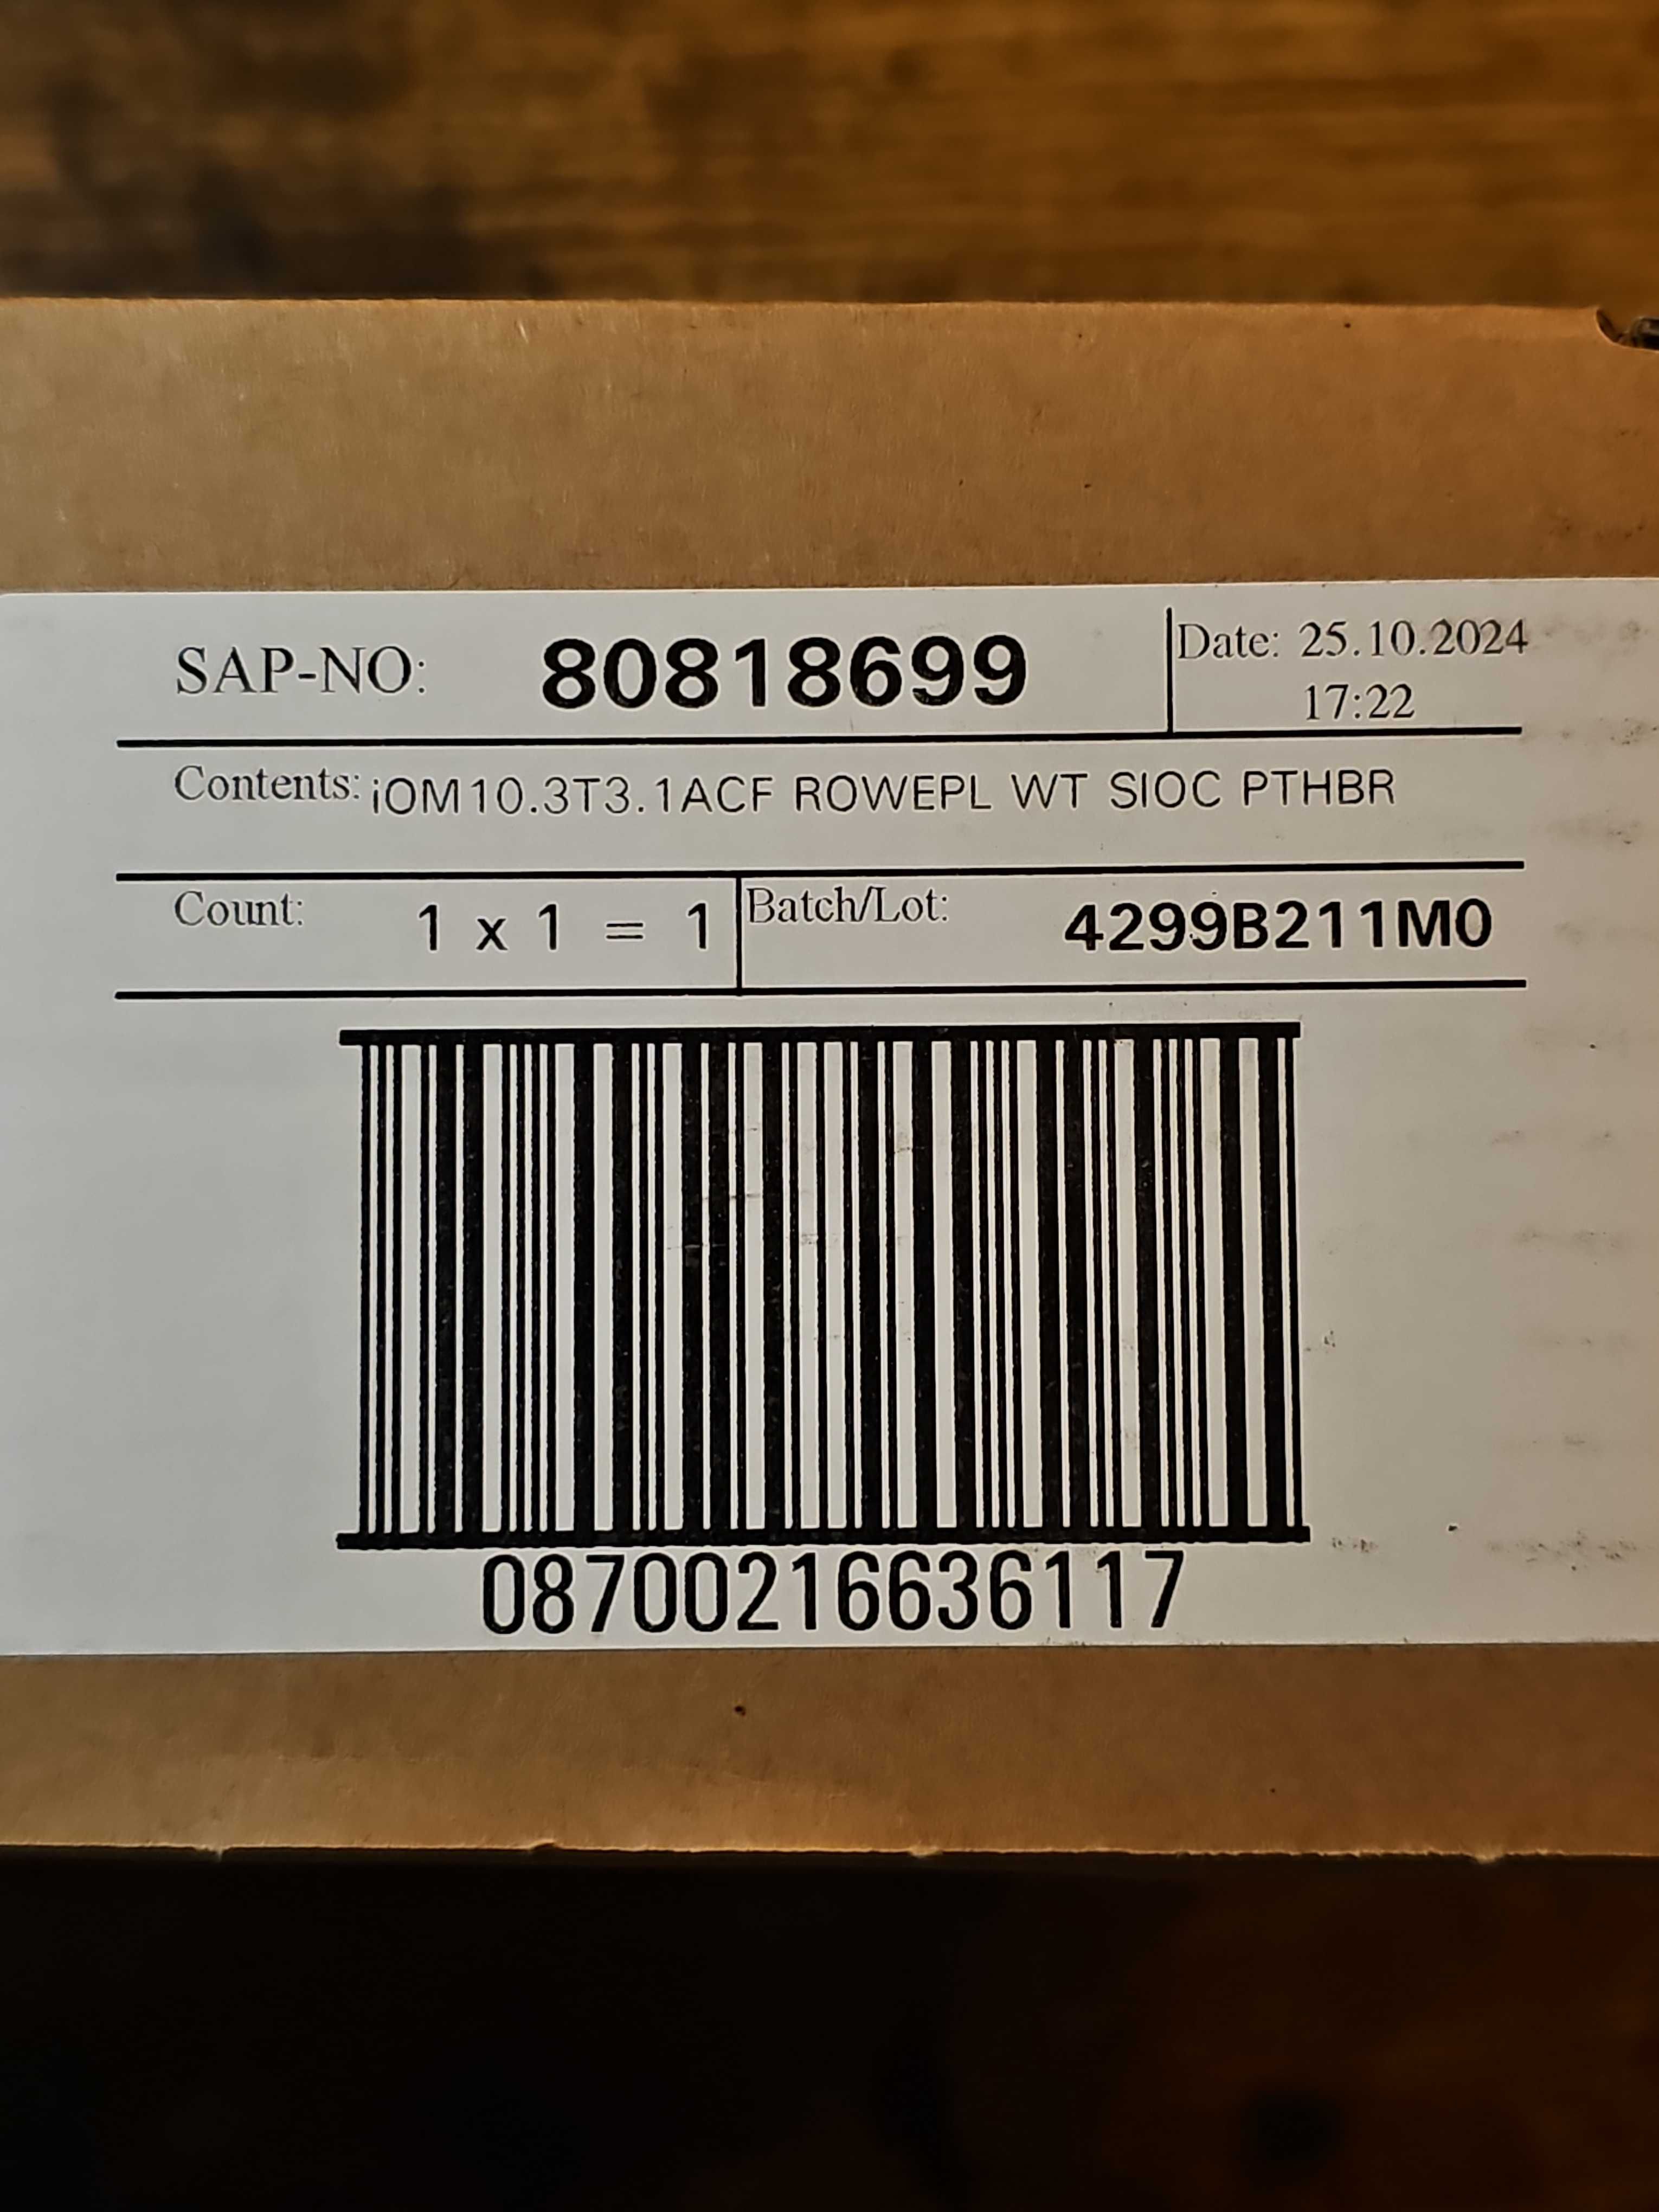 SAP-NO: 80818699 Date: 25.10.2024
17:22
Contents: iOM10.3T3.1ACF ROWEPL WT SIOC PTHBR
Count: 1 x 1 = 1 Batch/Lot: 4299B211M0
08700216636117